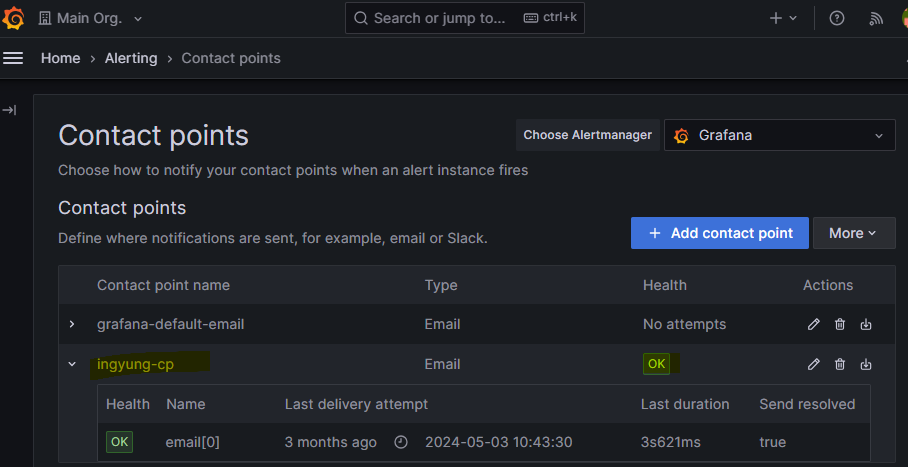 Main Org. Search or jump to... ctrl+k
Home Alerting Contact points
Contact points Choose Alertmanager Grafana
Choose how to notify your contact points when an alert instance fires
Contact points
Define where notifications are sent, for example, email or Slack. + Add contact point More
Contact point name Type Health Actions
grafana-default-email Email No attempts
ingyung-cp Email OK
Health Name Last delivery attempt Last duration Send resolved
OK email[0] 3 months ago 2024-05-03 10:43:30 3s621ms true